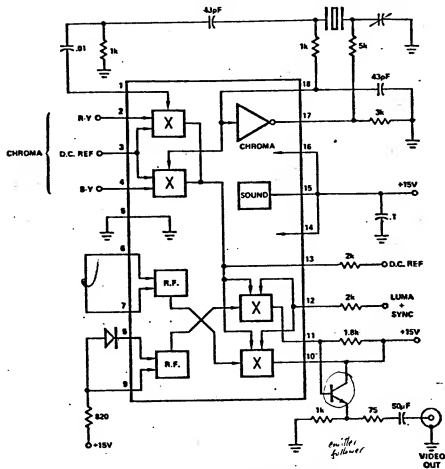 43pF
.01
1k
1k
5k
1
18
43pF
R-Y
2
X
17
3k
CHROMA
D.C. REF
3
CHROMA
16
B-Y
4
X
SOUND
15
+15V
5
14
.1
6
13
2k
D.C. REF
R.F.
7
X
12
2k
LUMA
+
SYNC
8
11
1.8k
+15V
R.F.
X
10
9
820
1k
75
50µF
emitter
follower
+15V
VIDEO
OUT